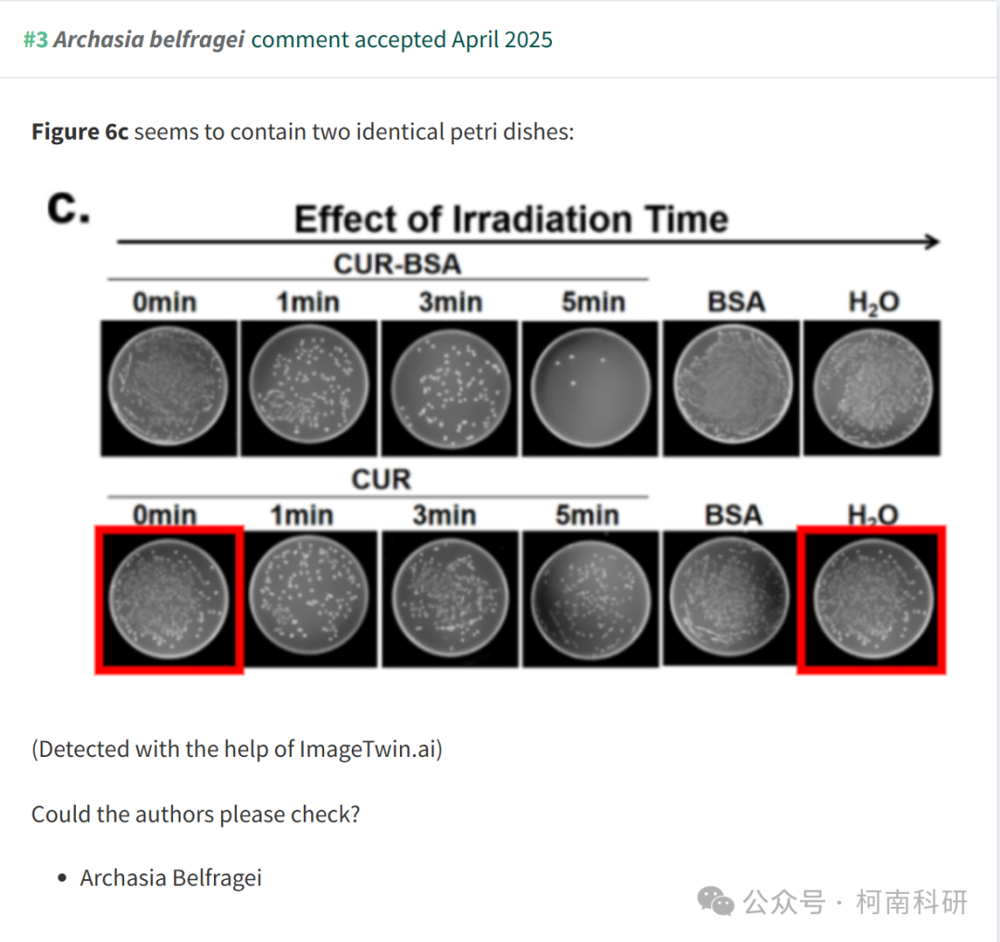 #3 Archasia belfragei comment accepted April 2025
Figure 6c seems to contain two identical petri dishes:
c.
Effect of Irradiation Time
CUR-BSA
0min 1min 3min 5min BSA H₂O
CUR
0min 1min 3min 5min BSA H₂O
(Detected with the help of ImageTwin.ai)
Could the authors please check?
• Archasia Belfragei
公众号 · 柯南科研